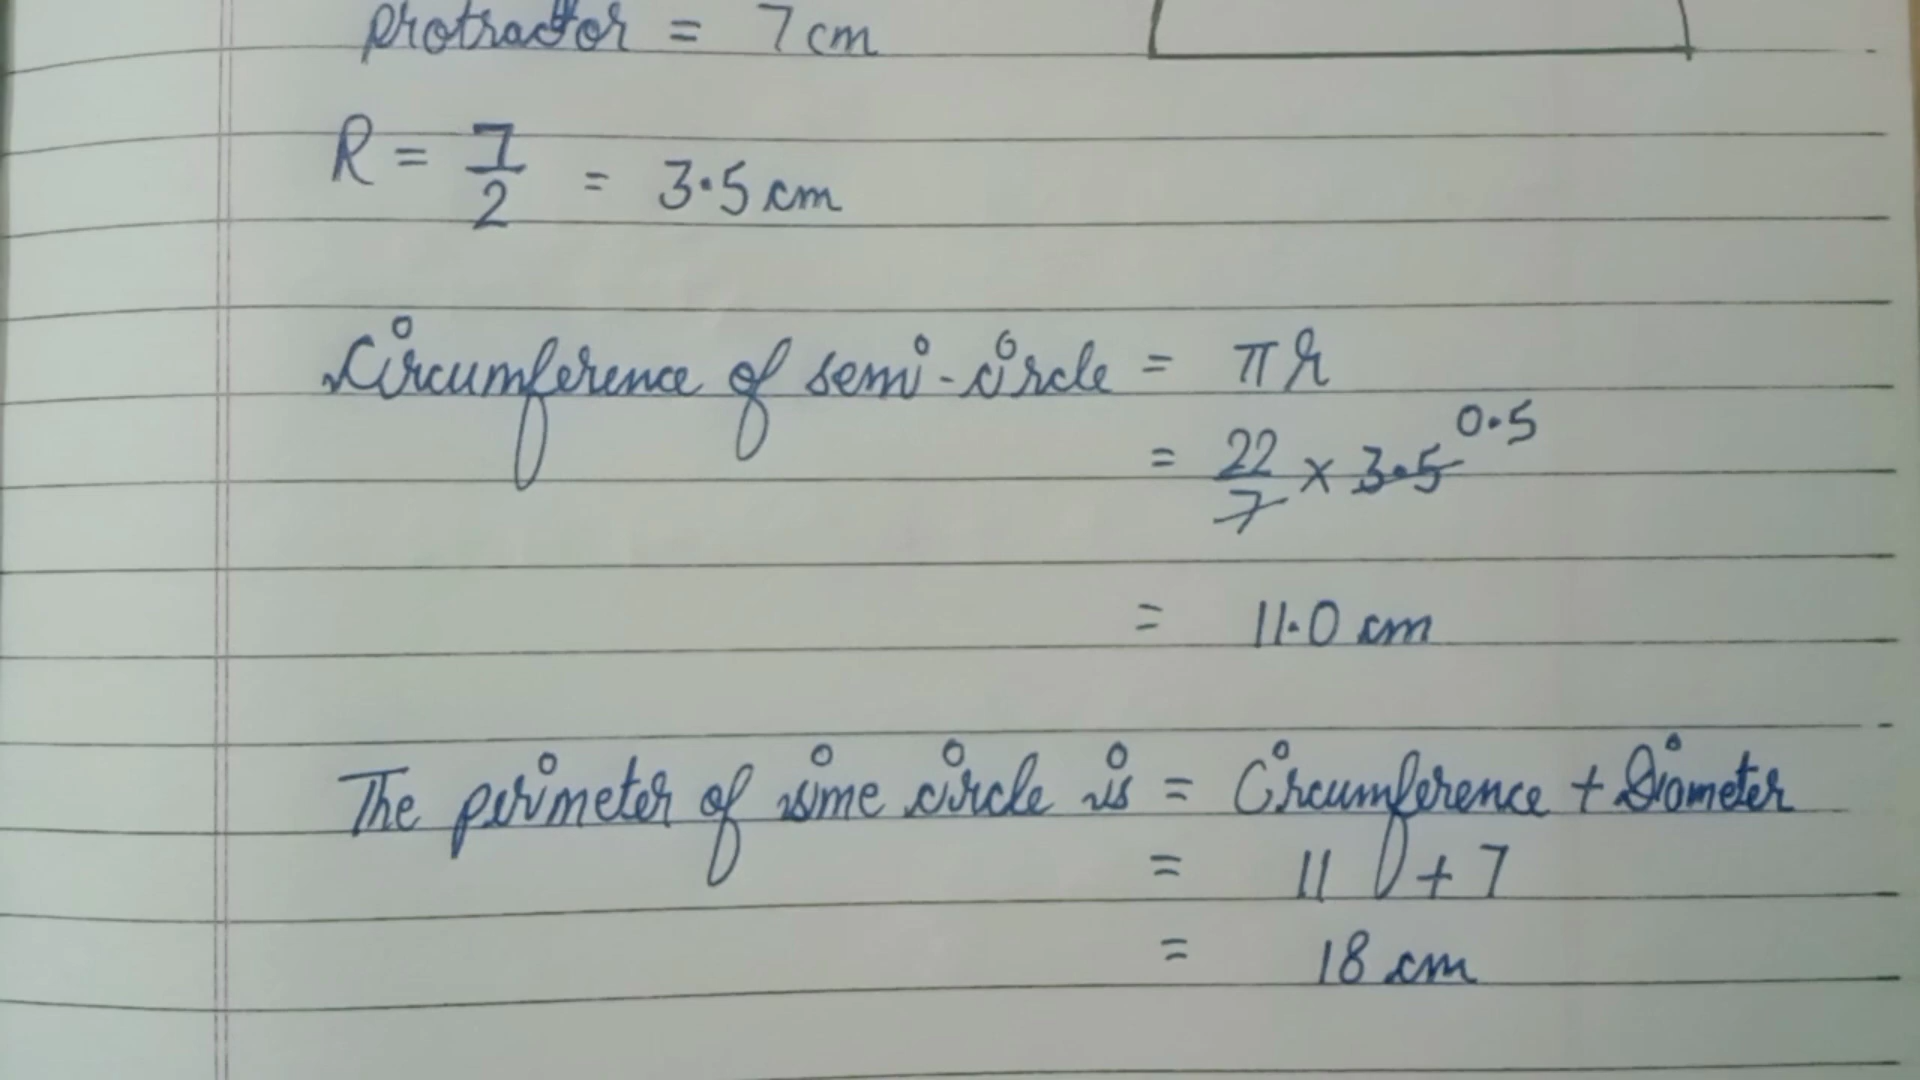 protractor = 7 cm
R = 7/2 = 3.5 cm
Circumference of semi-circle = πr
= 22/7 × 3.5 0.5
= 11.0 cm
The perimeter of sime circle is = Circumference + Diameter
= 11 + 7
= 18 cm